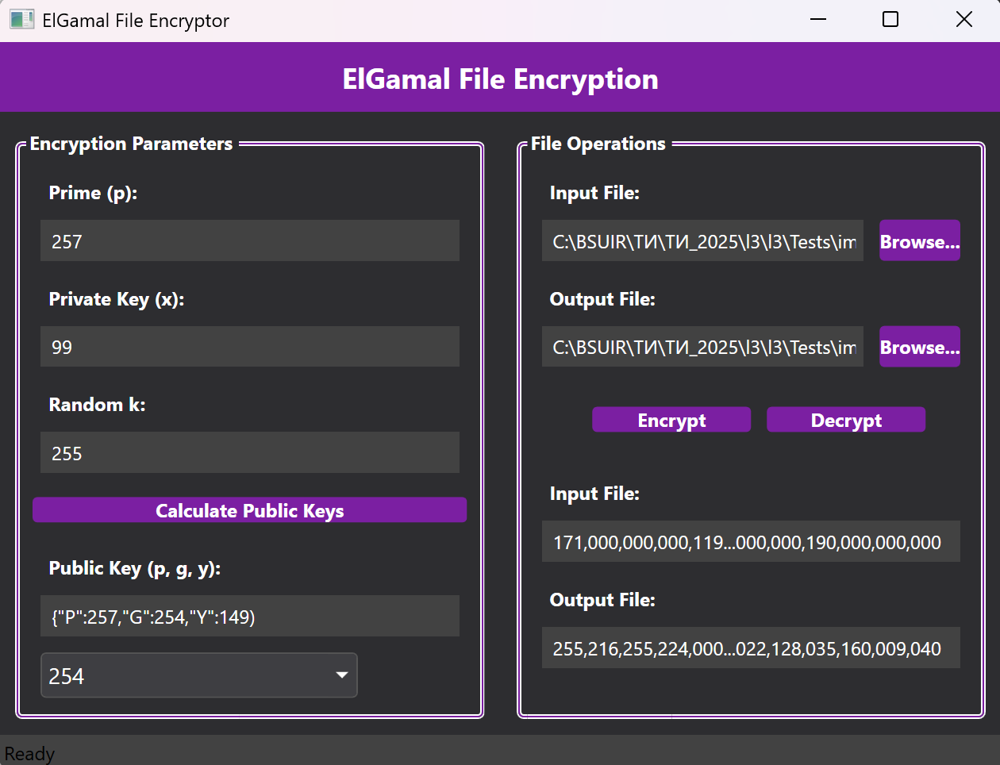 ElGamal File Encryptor
ElGamal File Encryption
Encryption Parameters
Prime (p):
257
Private Key (x):
99
Random k:
255
Calculate Public Keys
Public Key (p, g, y):
{"P":257,"G":254,"Y":149)
254
File Operations
Input File:
C:\BSUIR\ТИ\ТИ_2025\l3\l3\Tests\im
Browse...
Output File:
C:\BSUIR\ТИ\ТИ_2025\l3\l3\Tests\im
Browse...
Encrypt Decrypt
Input File:
171,000,000,000,119...000,000,190,000,000,000
Output File:
255,216,255,224,000...022,128,035,160,009,040
Ready